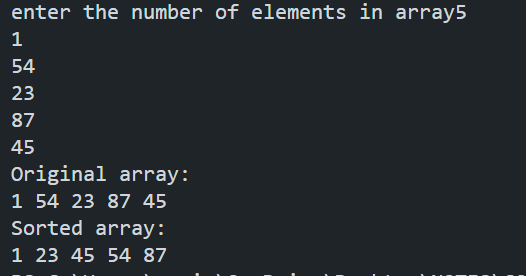 enter the number of elements in array5
1
54
23
87
45
Original array:
1 54 23 87 45
Sorted array:
1 23 45 54 87